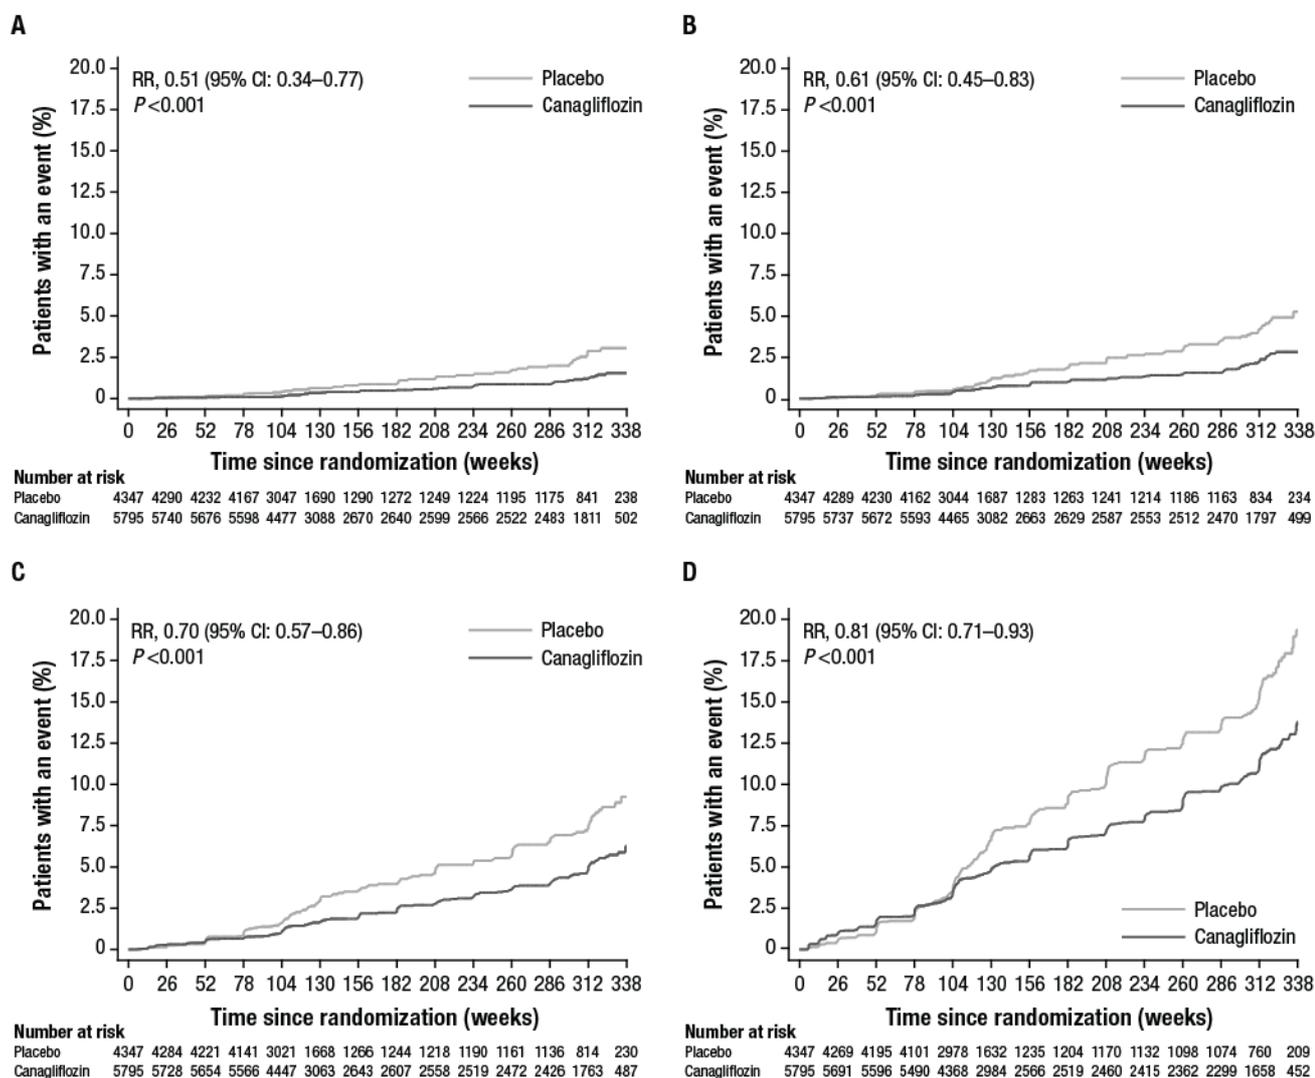 A
RR, 0.51 (95% CI: 0.34–0.77)
P<0.001
Placebo
Canagliflozin
Patients with an event (%)
20.0
17.5
15.0
12.5
10.0
7.5
5.0
2.5
0
0 26 52 78 104 130 156 182 208 234 260 286 312 338
Time since randomization (weeks)
Number at risk
Placebo 4347 4290 4232 4167 3047 1690 1290 1272 1249 1224 1195 1175 841 238
Canagliflozin 5795 5740 5676 5598 4477 3088 2670 2640 2599 2566 2522 2483 1811 502
B
RR, 0.61 (95% CI: 0.45–0.83)
P<0.001
Placebo
Canagliflozin
Patients with an event (%)
20.0
17.5
15.0
12.5
10.0
7.5
5.0
2.5
0
0 26 52 78 104 130 156 182 208 234 260 286 312 338
Time since randomization (weeks)
Number at risk
Placebo 4347 4289 4230 4162 3044 1687 1283 1263 1241 1214 1186 1163 834 234
Canagliflozin 5795 5737 5672 5593 4465 3082 2663 2629 2587 2553 2512 2470 1797 499
C
RR, 0.70 (95% CI: 0.57–0.86)
P<0.001
Placebo
Canagliflozin
Patients with an event (%)
20.0
17.5
15.0
12.5
10.0
7.5
5.0
2.5
0
0 26 52 78 104 130 156 182 208 234 260 286 312 338
Time since randomization (weeks)
Number at risk
Placebo 4347 4284 4221 4141 3021 1668 1266 1244 1218 1190 1161 1136 814 230
Canagliflozin 5795 5728 5654 5566 4447 3063 2643 2607 2558 2519 2472 2426 1763 487
D
RR, 0.81 (95% CI: 0.71–0.93)
P<0.001
Patients with an event (%)
20.0
17.5
15.0
12.5
10.0
7.5
5.0
2.5
0
Placebo
Canagliflozin
0 26 52 78 104 130 156 182 208 234 260 286 312 338
Time since randomization (weeks)
Number at risk
Placebo 4347 4269 4195 4101 2978 1632 1235 1204 1170 1132 1098 1074 760 209
Canagliflozin 5795 5691 5596 5490 4368 2984 2566 2519 2460 2415 2362 2299 1658 452